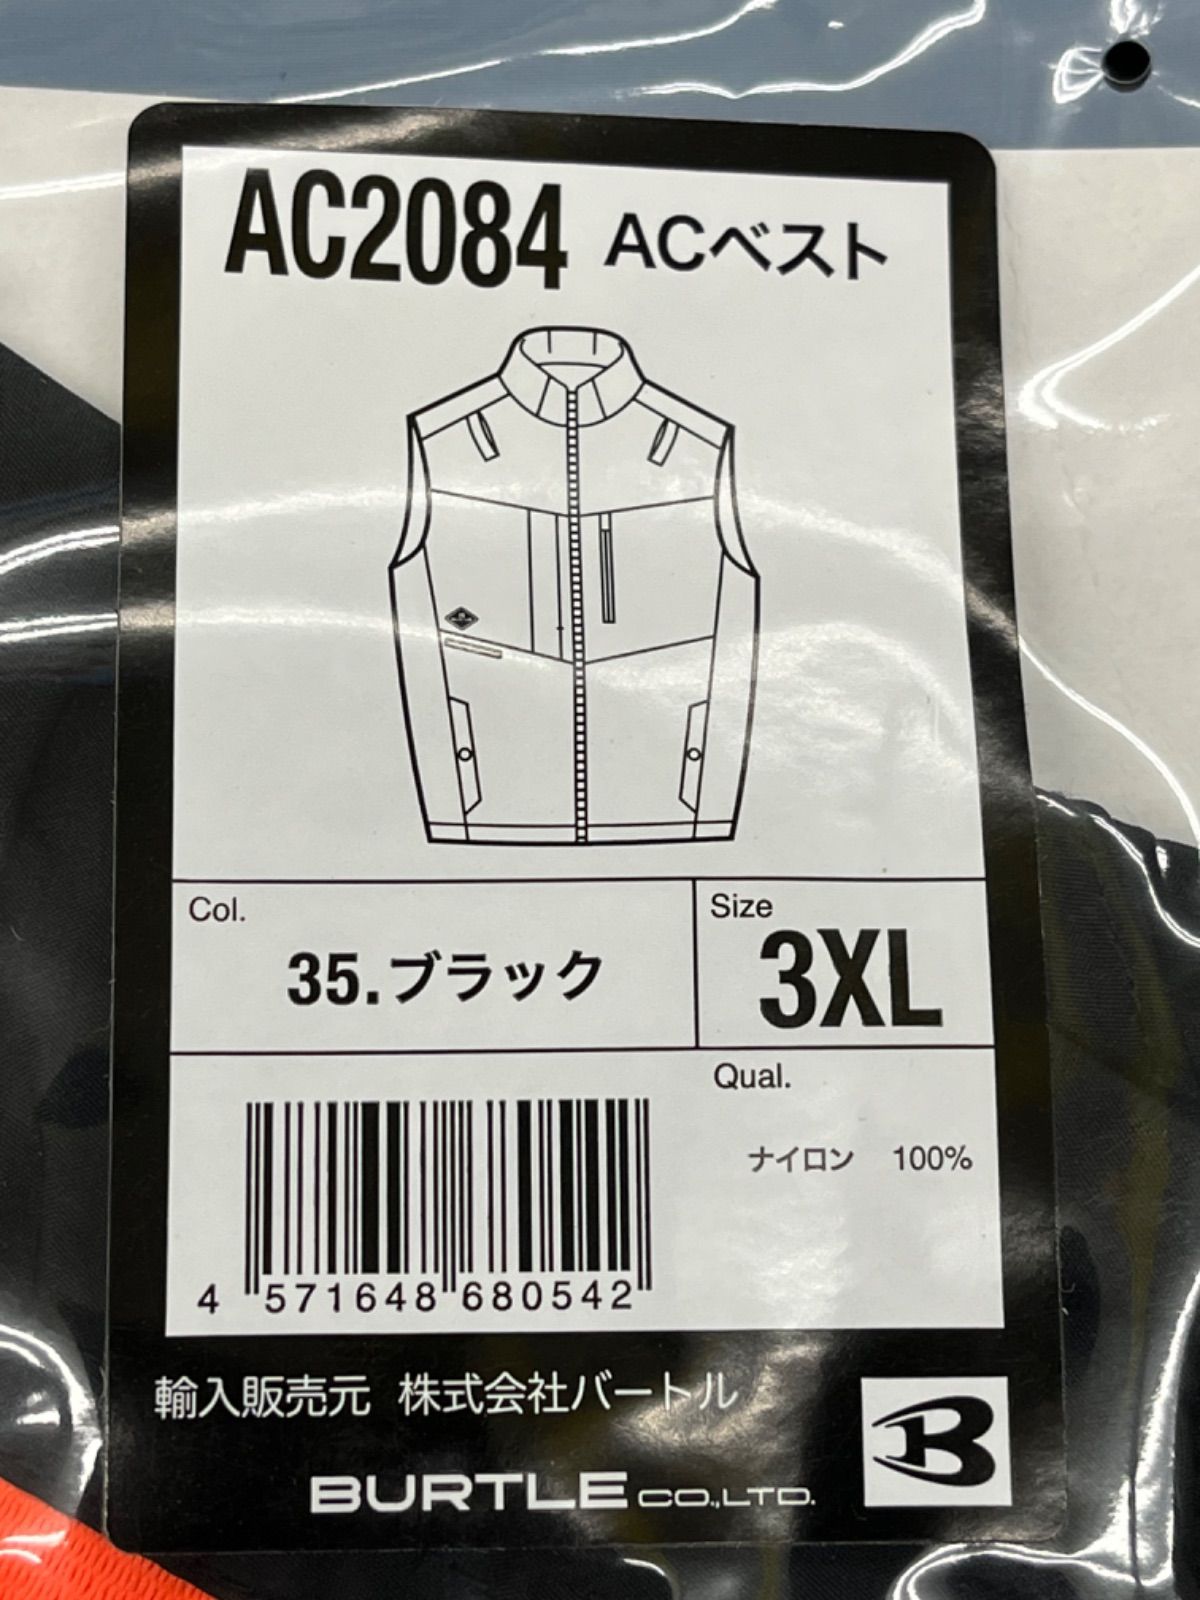 AC2084 ACベスト
Col.
35.ブラック
Size
3XL
Qual.
ナイロン 100%
4 571648 680542
輸入販売元 株式会社バートル
BURTLE CO.,LTD.
B